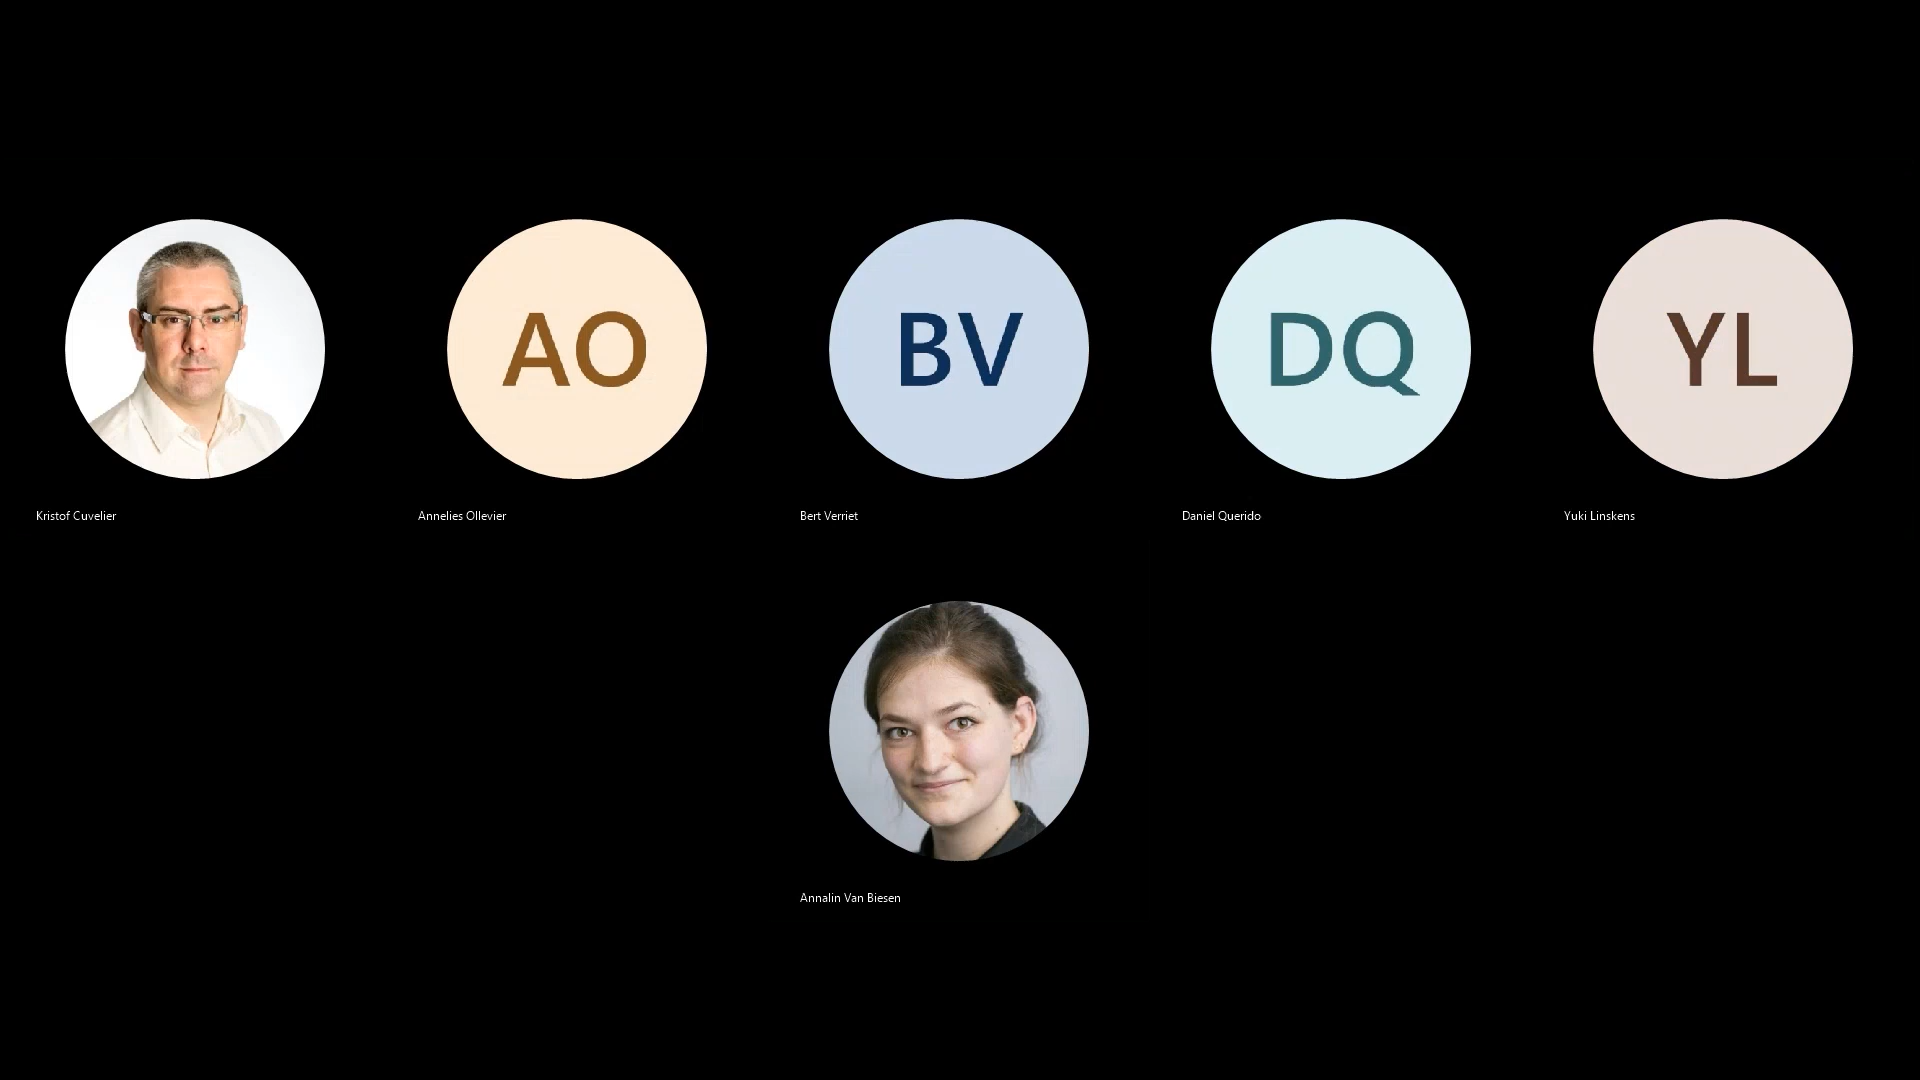 AO
BV
DQ
YL
Kristof Cuvelier
Annelies Ollevier
Bert Verriet
Daniel Querido
Yuki Linskens
Annalin Van Biesen